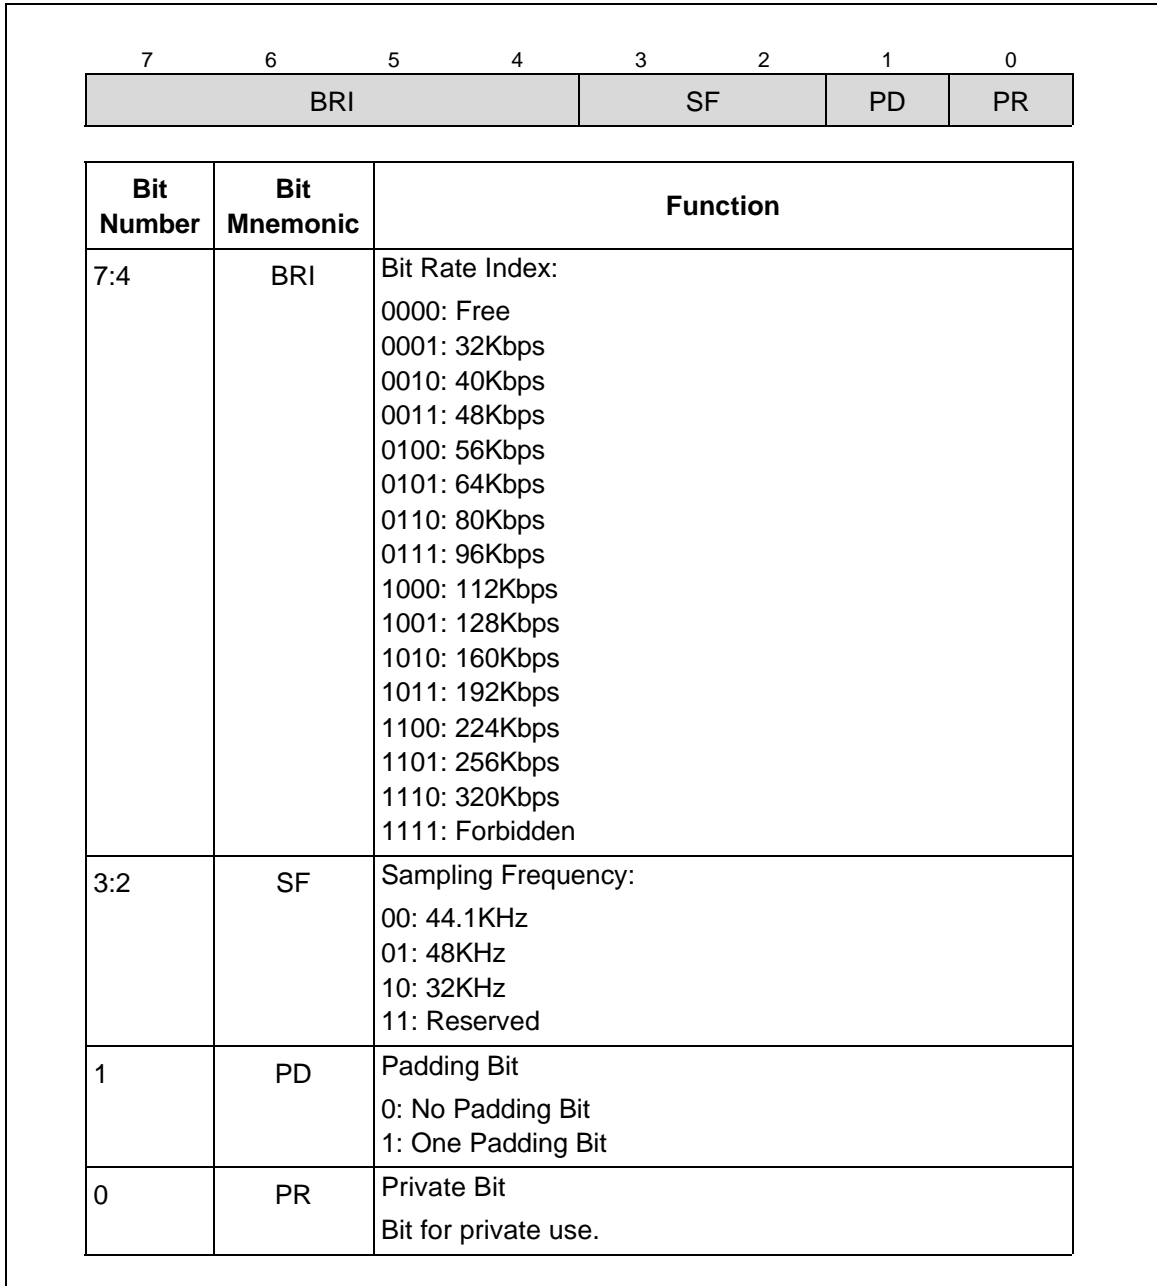 7 6 5 4 3 2 1 0
BRI SF PD PR
Bit Number Bit Mnemonic Function
7:4 BRI Bit Rate Index:
0000: Free
0001: 32Kbps
0010: 40Kbps
0011: 48Kbps
0100: 56Kbps
0101: 64Kbps
0110: 80Kbps
0111: 96Kbps
1000: 112Kbps
1001: 128Kbps
1010: 160Kbps
1011: 192Kbps
1100: 224Kbps
1101: 256Kbps
1110: 320Kbps
1111: Forbidden
3:2 SF Sampling Frequency:
00: 44.1KHz
01: 48KHz
10: 32KHz
11: Reserved
1 PD Padding Bit
0: No Padding Bit
1: One Padding Bit
0 PR Private Bit
Bit for private use.